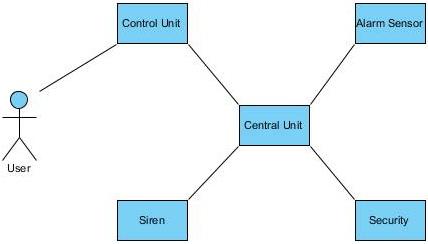 Control Unit
Alarm Sensor
Central Unit
User
Siren
Security